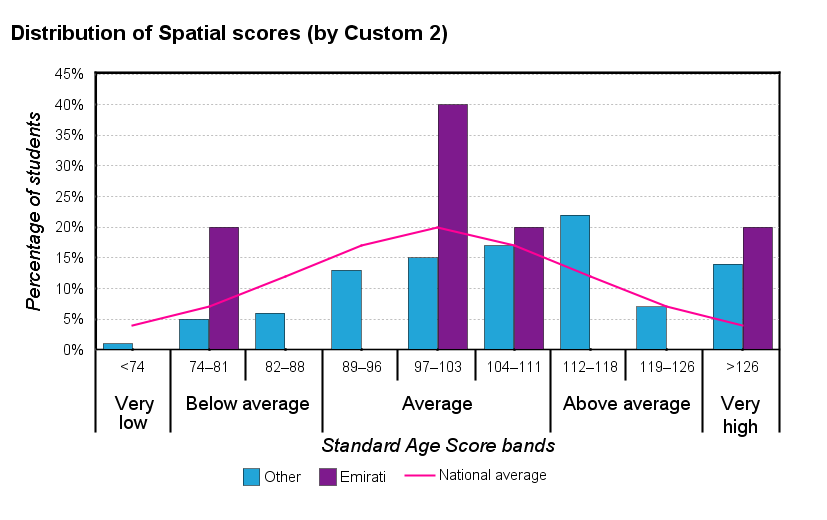 Distribution of Spatial scores (by Custom 2)
Percentage of students
45%
40%
35%
30%
25%
20%
15%
10%
5%
0%
<74 74–81 82–88 89–96 97–103 104–111 112–118 119–126 >126
Very low Below average Average Above average Very high
Standard Age Score bands
Other Emirati National average